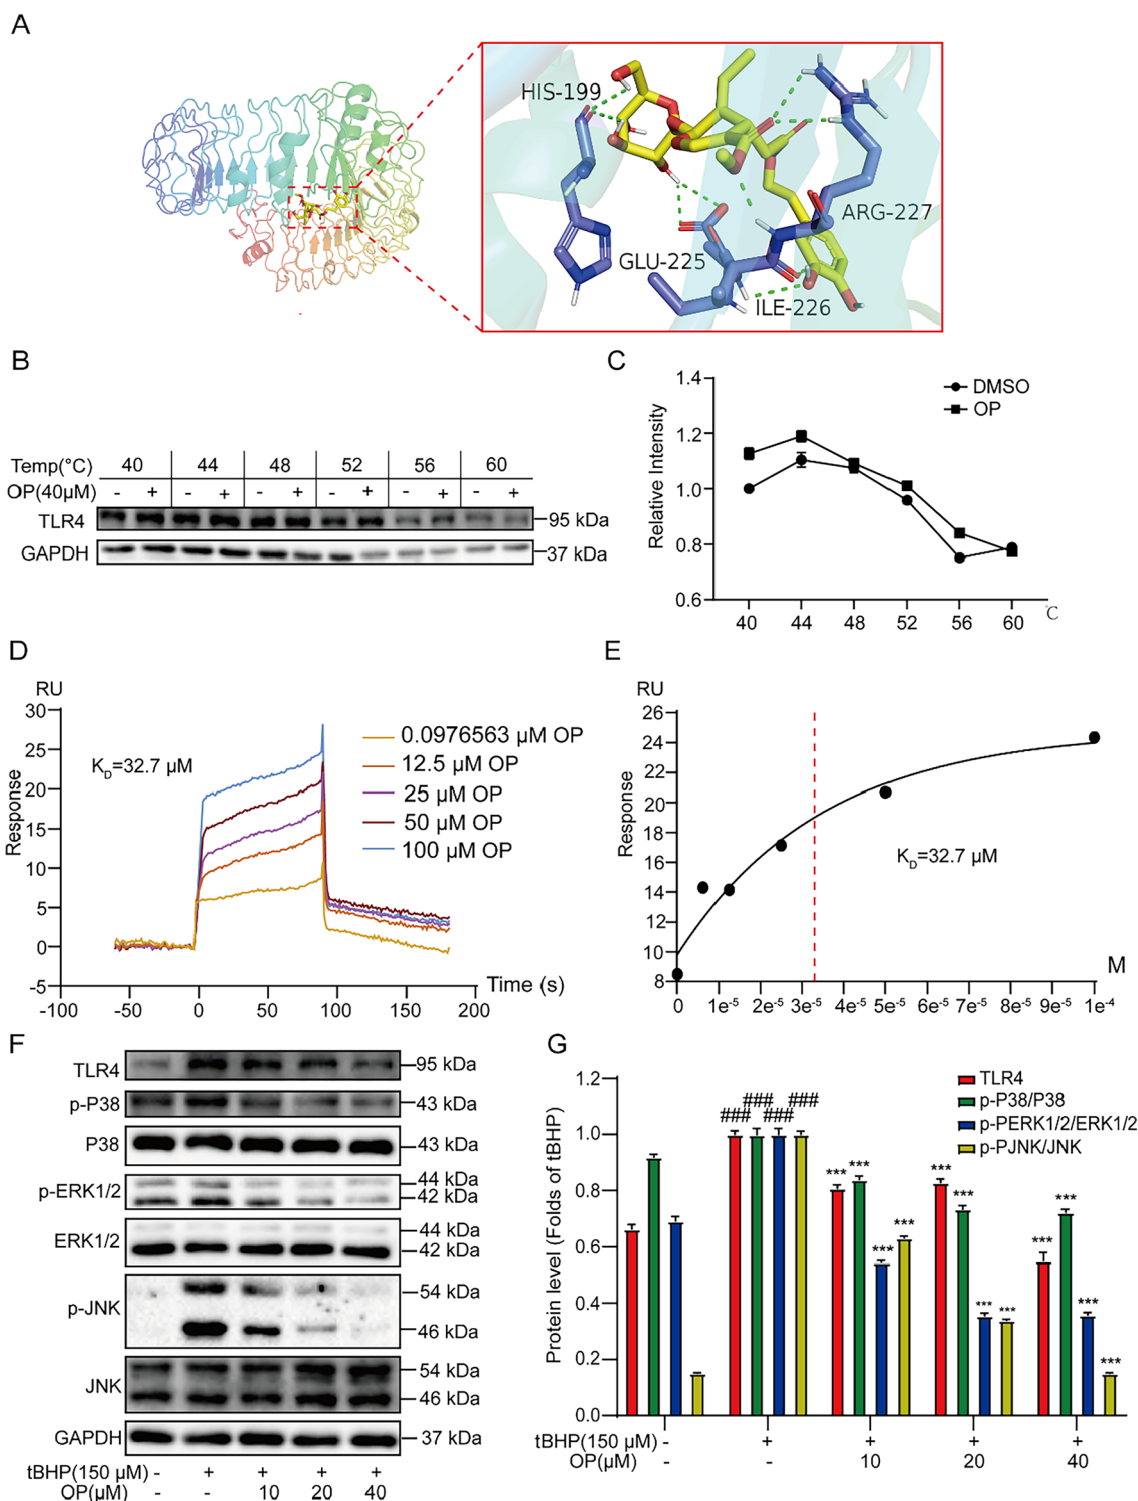 A
HIS-199
ARG-227
GLU-225
ILE-226
B
Temp(°C) 40 44 48 52 56 60
OP(40μM) - + - + - + - + - + - +
TLR4 95 kDa
GAPDH 37 kDa
C
Relative Intensity
1.4
1.2
1.0
0.8
0.6
40 44 48 52 56 60 °C
DMSO
OP
D
RU
Response
30
25
20
15
10
5
0
-5
-100 -50 0 50 100 150 200
Time (s)
K_D=32.7 μM
0.0976563 μM OP
12.5 μM OP
25 μM OP
50 μM OP
100 μM OP
E
RU
Response
26
24
22
20
18
16
14
12
10
8
0 1e-5 2e-5 3e-5 4e-5 5e-5 6e-5 7e-5 8e-5 9e-5 1e-4
M
K_D=32.7 μM
F
TLR4 95 kDa
p-P38 43 kDa
P38 43 kDa
p-ERK1/2 44 kDa
42 kDa
ERK1/2 44 kDa
42 kDa
p-JNK 54 kDa
46 kDa
JNK 54 kDa
46 kDa
GAPDH 37 kDa
tBHP(150 μM) - + + + +
OP(μM) - - 10 20 40
G
Protein level (Folds of tBHP)
1.2
1.0
0.8
0.6
0.4
0.2
0.0
TLR4
p-P38/P38
p-PERK1/2/ERK1/2
p-PJNK/JNK
### ### ### ###
*** *** *** ***
*** *** *** ***
*** *** *** ***
tBHP(150 μM) - + + + +
OP(μM) - - 10 20 40